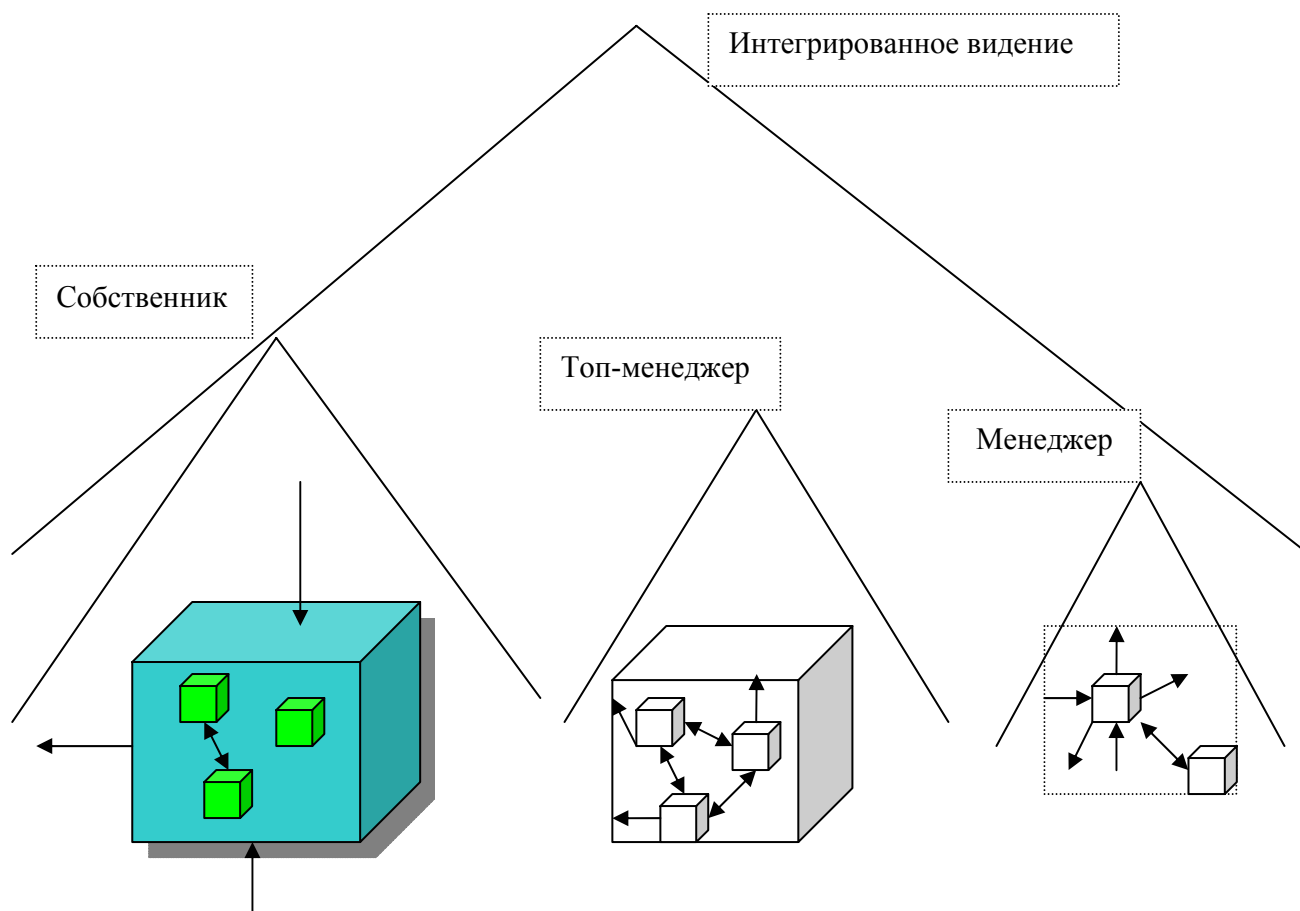 Интегрированное видение
Собственник
Топ-менеджер
Менеджер